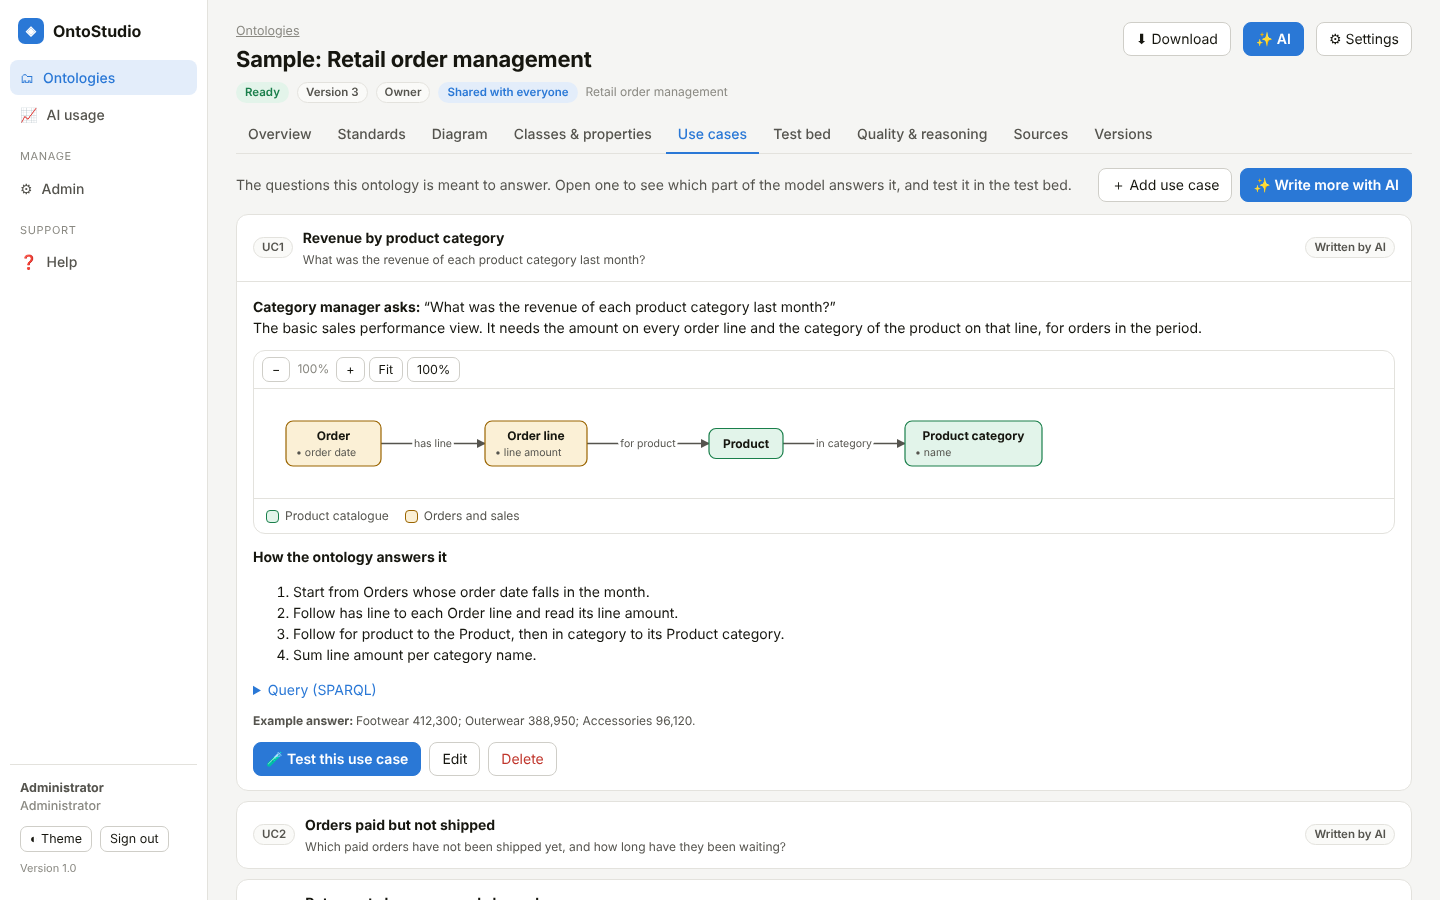 OntoStudio
Ontologies
AI usage
MANAGE
Admin
SUPPORT
Help
Administrator
Administrator
Theme
Sign out
Version 1.0
Ontologies
Sample: Retail order management
Ready
Version 3
Owner
Shared with everyone
Retail order management
Download
AI
Settings
Overview
Standards
Diagram
Classes & properties
Use cases
Test bed
Quality & reasoning
Sources
Versions
The questions this ontology is meant to answer. Open one to see which part of the model answers it, and test it in the test bed.
+ Add use case
Write more with AI
UC1
Revenue by product category
What was the revenue of each product category last month?
Written by AI
Category manager asks: “What was the revenue of each product category last month?”
The basic sales performance view. It needs the amount on every order line and the category of the product on that line, for orders in the period.
−
100%
+
Fit
100%
Order
• order date
has line
Order line
• line amount
for product
Product
in category
Product category
• name
Product catalogue
Orders and sales
How the ontology answers it
1. Start from Orders whose order date falls in the month.
2. Follow has line to each Order line and read its line amount.
3. Follow for product to the Product, then in category to its Product category.
4. Sum line amount per category name.
Query (SPARQL)
Example answer: Footwear 412,300; Outerwear 388,950; Accessories 96,120.
Test this use case
Edit
Delete
UC2
Orders paid but not shipped
Which paid orders have not been shipped yet, and how long have they been waiting?
Written by AI